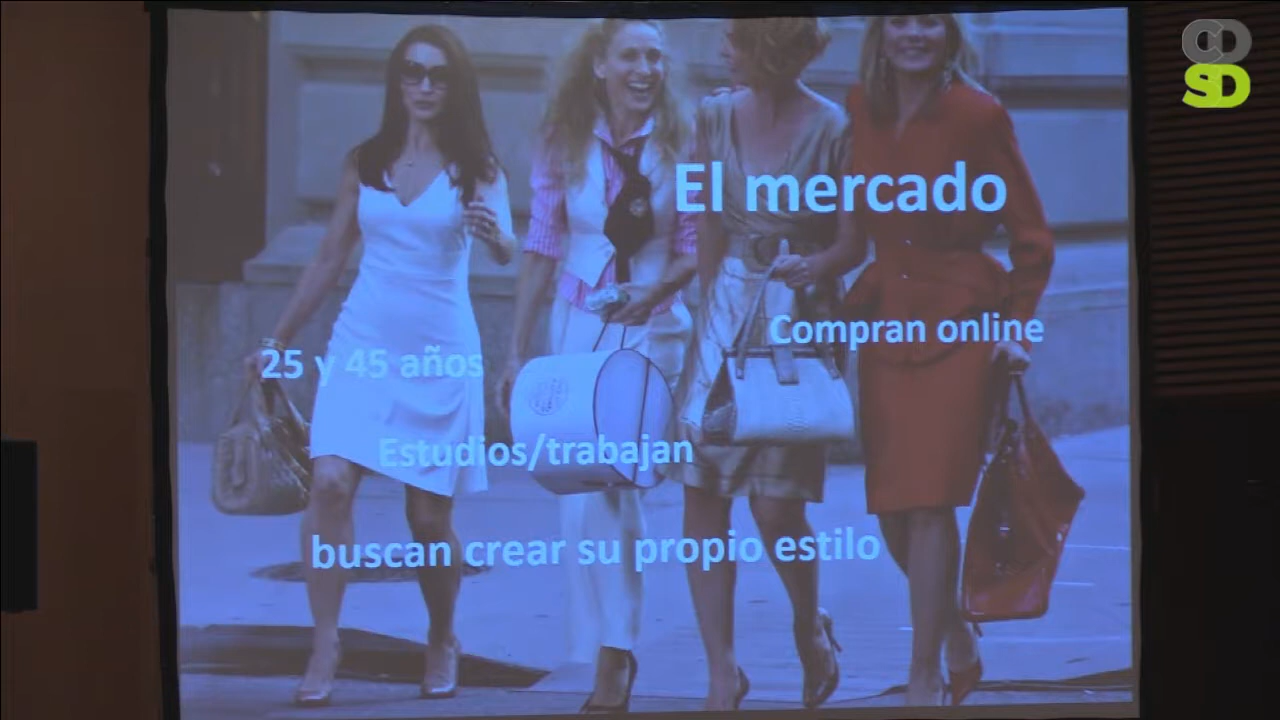 CD
SD
El mercado
Compran online
25 y 45 años
Estudios/trabajan
buscan crear su propio estilo